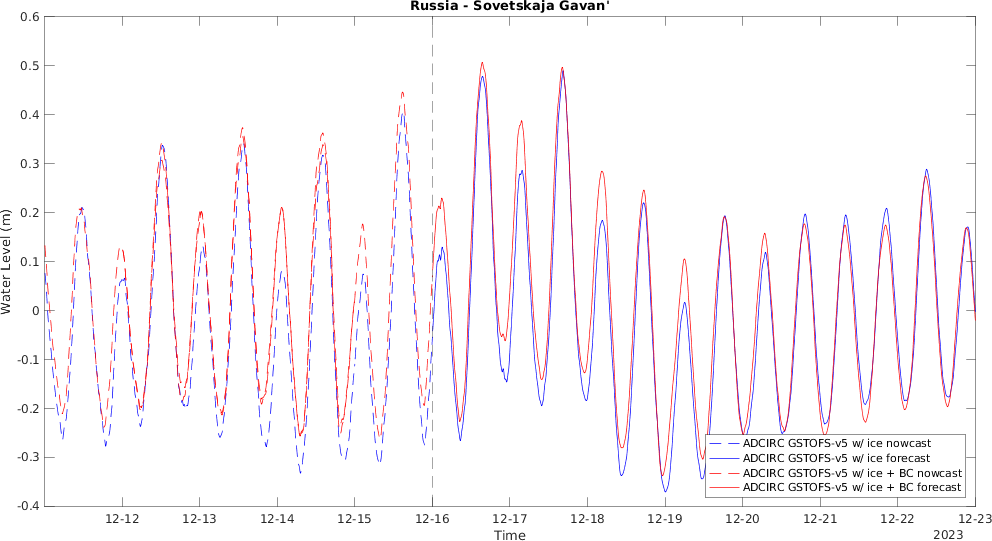 Russia - Sovetskaja Gavan'
0.6
0.5
0.4
0.3
0.2
0.1
0
-0.1
-0.2
-0.3
-0.4
Water Level (m)
ADCIRC GSTOFS-v5 w/ ice nowcast
ADCIRC GSTOFS-v5 w/ ice forecast
ADCIRC GSTOFS-v5 w/ ice + BC nowcast
ADCIRC GSTOFS-v5 w/ ice + BC forecast
12-12 12-13 12-14 12-15 12-16 12-17 12-18 12-19 12-20 12-21 12-22 12-23
Time
2023